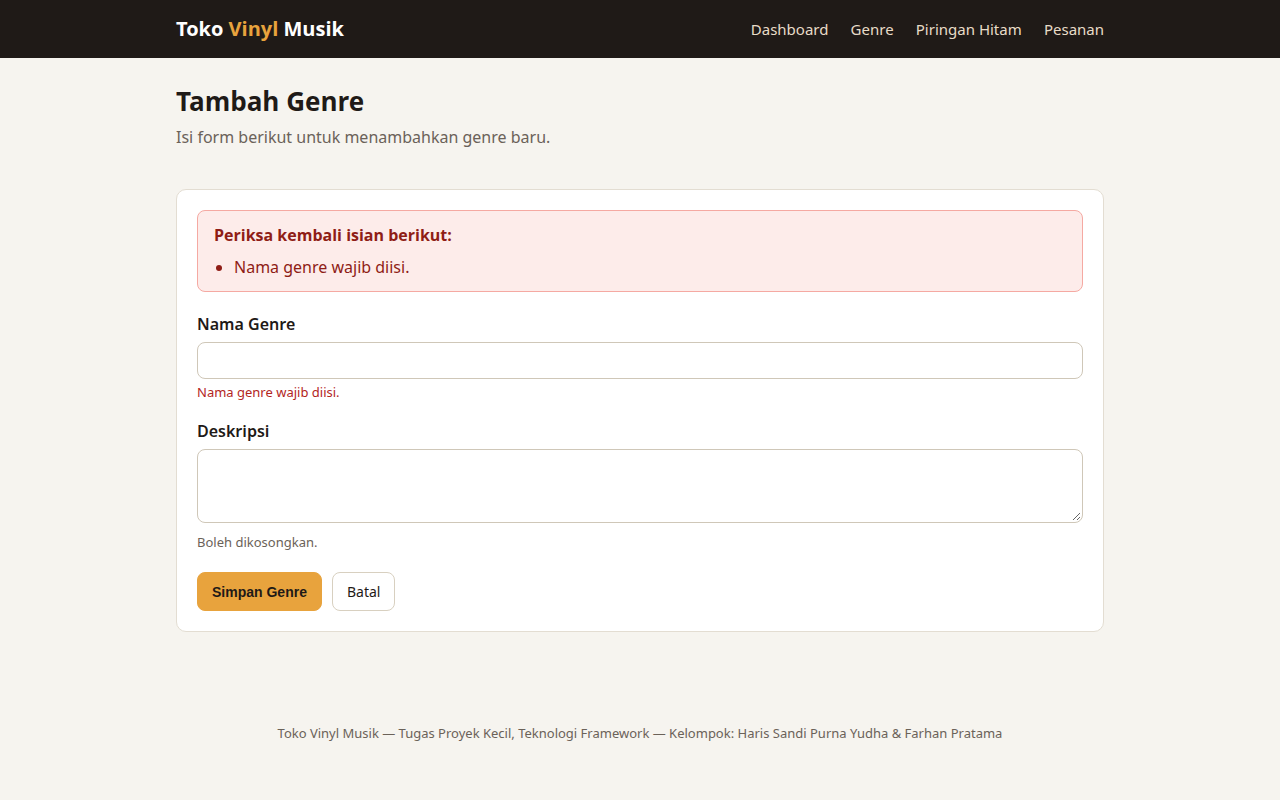 Toko Vinyl Musik
Dashboard Genre Piringan Hitam Pesanan
Tambah Genre
Isi form berikut untuk menambahkan genre baru.
Periksa kembali isian berikut:
Nama genre wajib diisi.
Nama Genre
Nama genre wajib diisi.
Deskripsi
Boleh dikosongkan.
Simpan Genre Batal
Toko Vinyl Musik — Tugas Proyek Kecil, Teknologi Framework — Kelompok: Haris Sandi Purna Yudha & Farhan Pratama